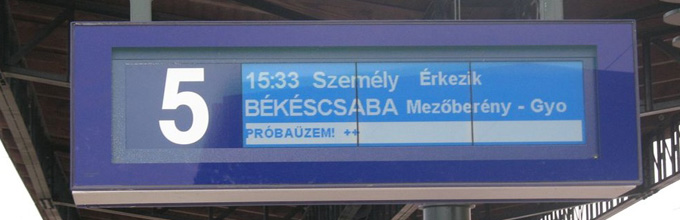 5
15:33 Személy Érkezik
BÉKÉSCSABA Mezőberény - Gyo
PRÓBAÜZEM! ++